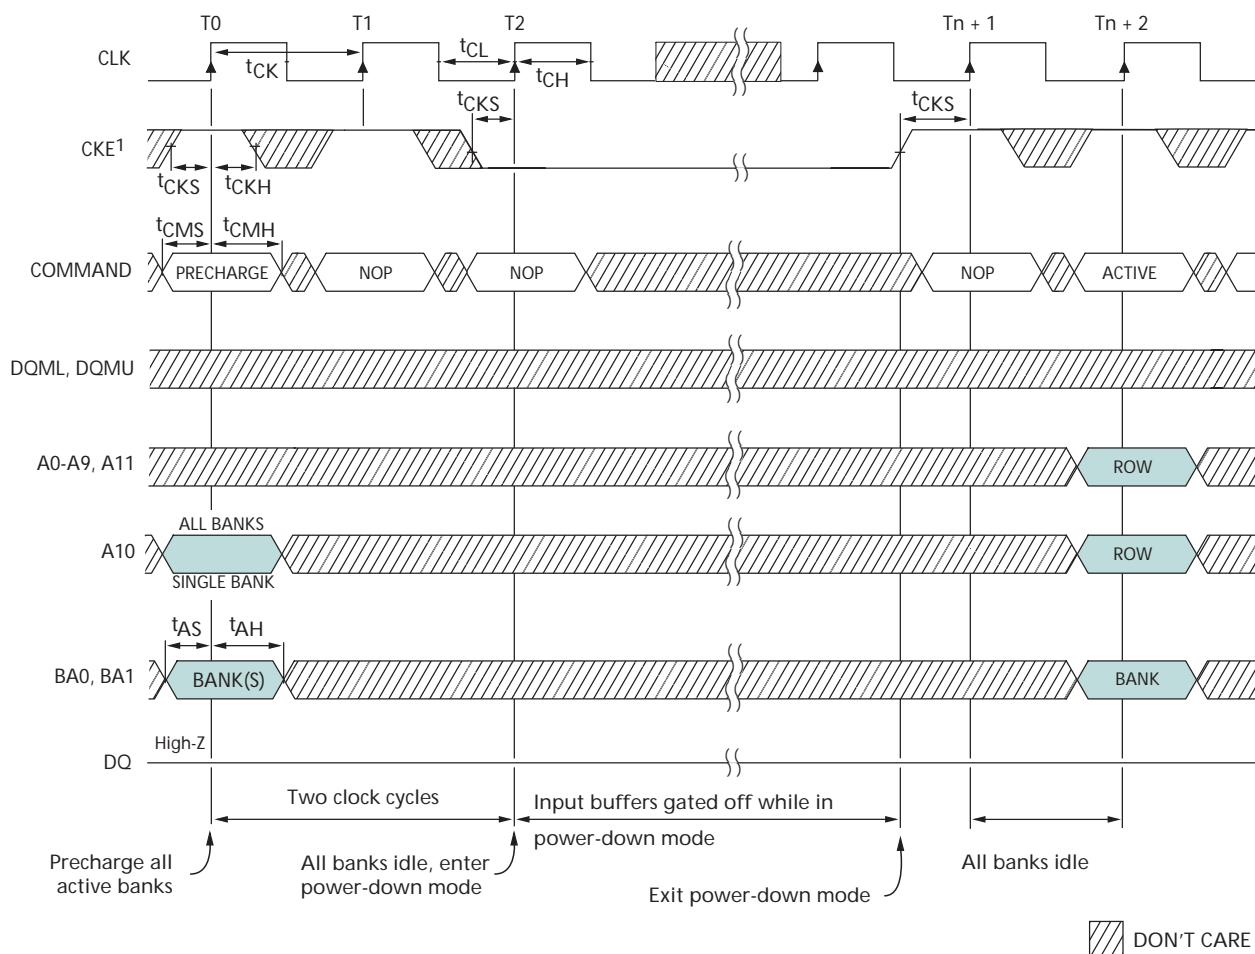 T0 T1 T2 Tn + 1 Tn + 2
CLK
tCK
tCL
tCH
tCKS
tCKS
CKE1
tCKS
tCKH
tCMS
tCMH
COMMAND
PRECHARGE
NOP
NOP
NOP
ACTIVE
DQML, DQMU
A0-A9, A11
ROW
ALL BANKS
A10
ROW
SINGLE BANK
tAS
tAH
BA0, BA1
BANK(S)
BANK
High-Z
DQ
Two clock cycles
Input buffers gated off while in
power-down mode
Precharge all
active banks
All banks idle, enter
power-down mode
Exit power-down mode
All banks idle
DON'T CARE